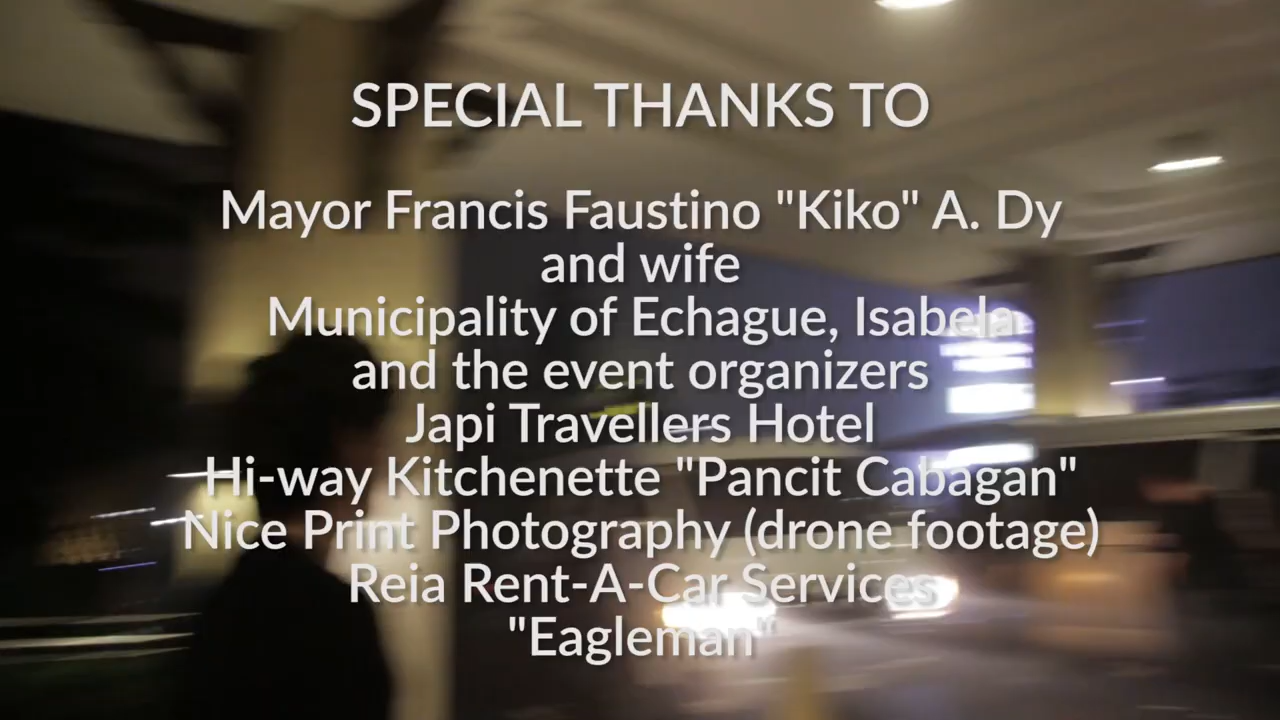 SPECIAL THANKS TO
Mayor Francis Faustino "Kiko" A. Dy
and wife
Municipality of Echague, Isabela
and the event organizers
Japi Travellers Hotel
Hi-way Kitchenette "Pancit Cabagan"
Nice Print Photography (drone footage)
Reia Rent-A-Car Services
"Eagleman"